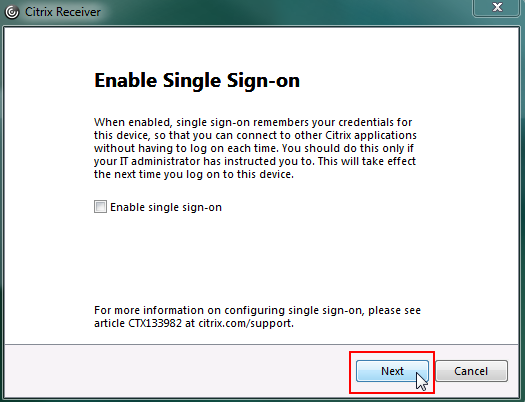 Citrix Receiver
Enable Single Sign-on
When enabled, single sign-on remembers your credentials for
this device, so that you can connect to other Citrix applications
without having to log on each time. You should do this only if
your IT administrator has instructed you to. This will take effect
the next time you log on to this device.
Enable single sign-on
For more information on configuring single sign-on, please see
article CTX133982 at citrix.com/support.
Next Cancel